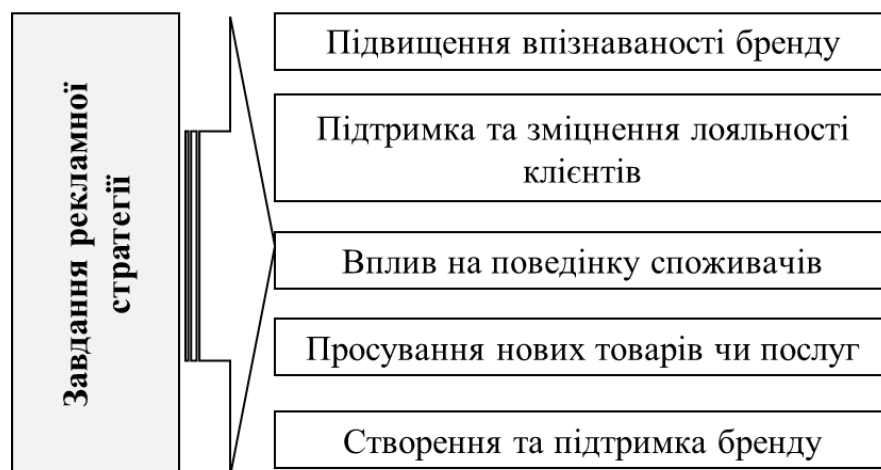 Завдання рекламної
стратегії
Підвищення впізнаваності бренду
Підтримка та зміцнення лояльності
клієнтів
Вплив на поведінку споживачів
Просування нових товарів чи послуг
Створення та підтримка бренду